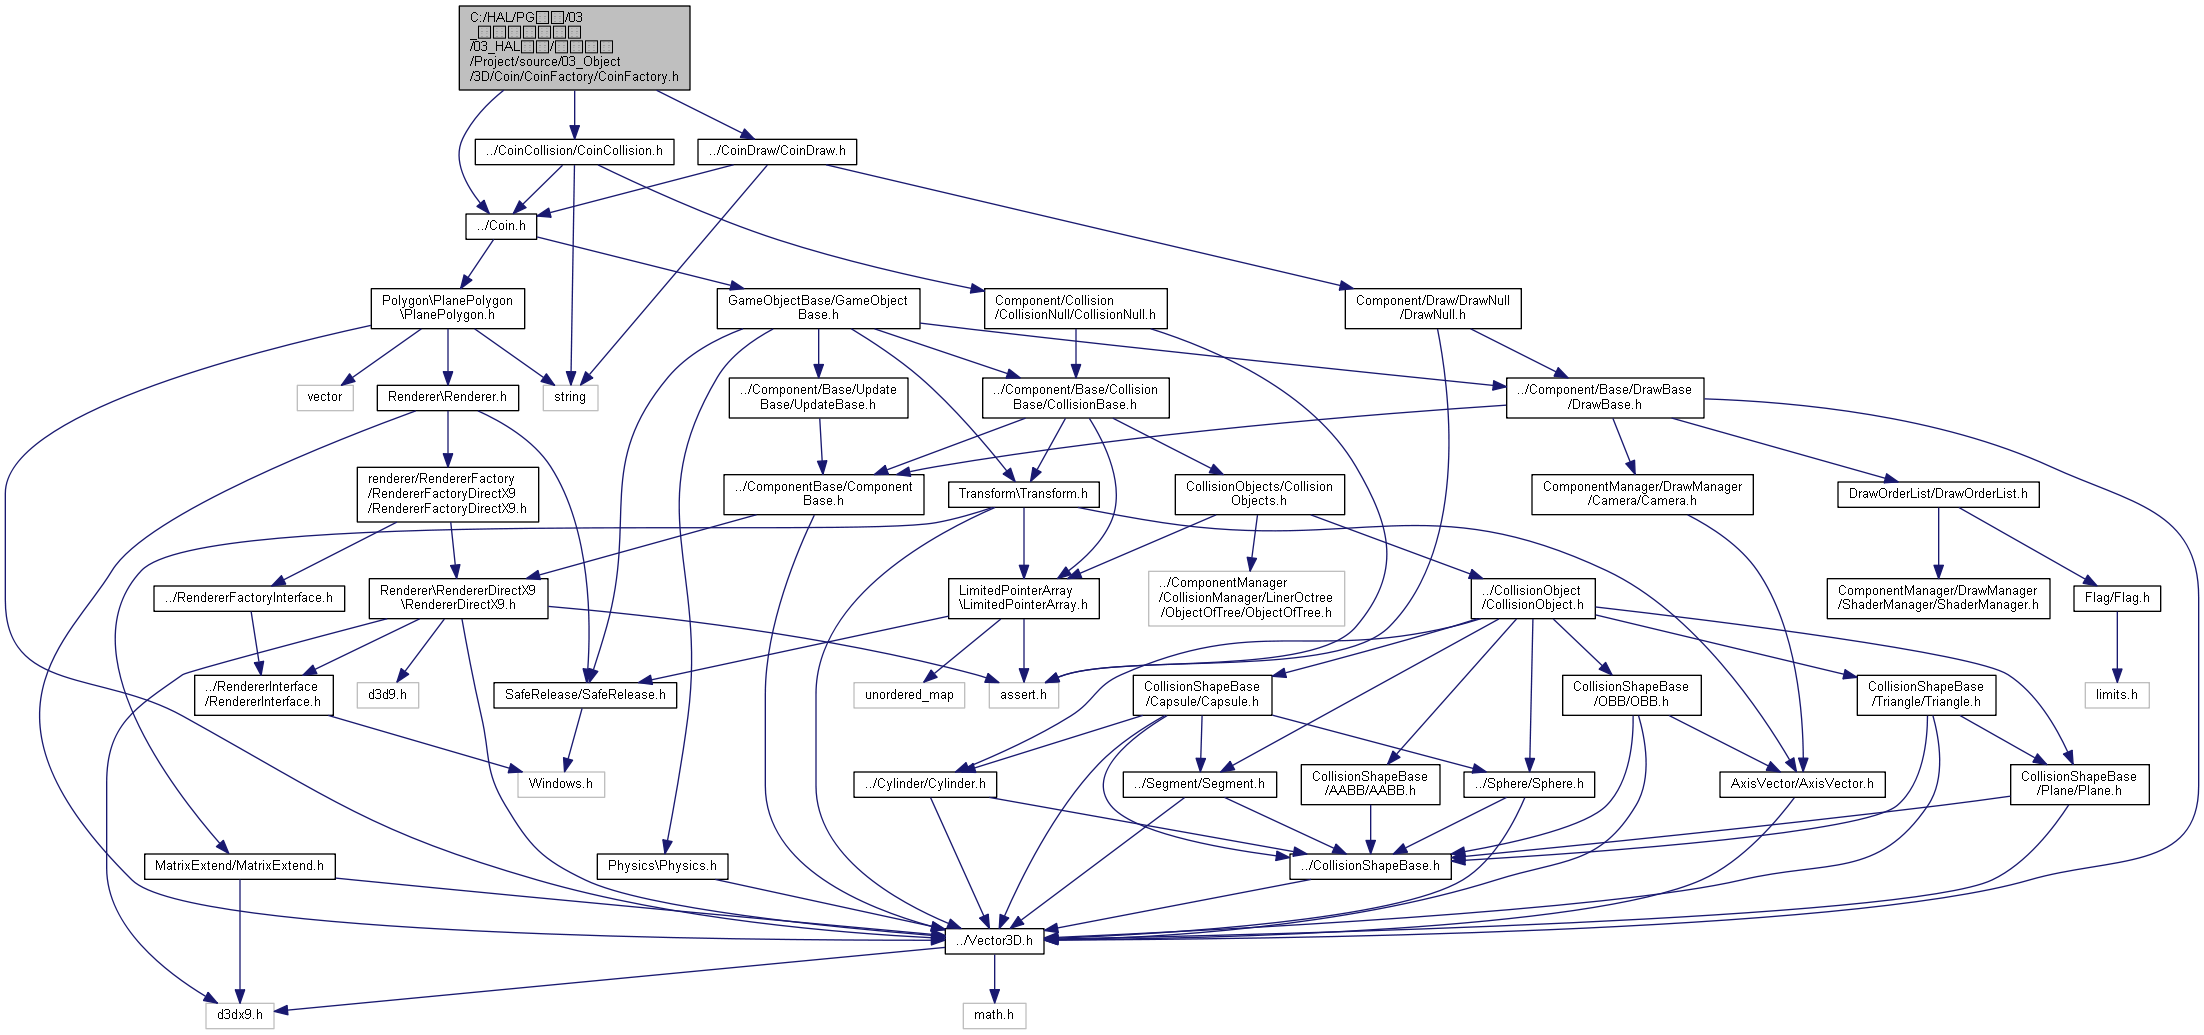 C:/HAL/PG□□□/03
_□□□□□□□
/03_HAL□□/□□□□
/Project/source/03_Object
/3D/Coin/CoinFactory/CoinFactory.h
../CoinCollision/CoinCollision.h
../CoinDraw/CoinDraw.h
../Coin.h
Polygon\PlanePolygon
\PlanePolygon.h
GameObjectBase/GameObject
Base.h
Component/Collision
/CollisionNull/CollisionNull.h
Component/Draw/DrawNull
/DrawNull.h
vector
Renderer\Renderer.h
string
../Component/Base/Update
Base/UpdateBase.h
../Component/Base/Collision
Base/CollisionBase.h
../Component/Base/DrawBase
/DrawBase.h
renderer/RendererFactory
/RendererFactoryDirectX9
/RendererFactoryDirectX9.h
../ComponentBase/Component
Base.h
Transform\Transform.h
CollisionObjects/Collision
Objects.h
ComponentManager/DrawManager
/Camera/Camera.h
DrawOrderList/DrawOrderList.h
../RendererFactoryInterface.h
Renderer\RendererDirectX9
\RendererDirectX9.h
LimitedPointerArray
\LimitedPointerArray.h
../ComponentManager
/CollisionManager/LinerOctree
/ObjectOfTree/ObjectOfTree.h
../CollisionObject
/CollisionObject.h
ComponentManager/DrawManager
/ShaderManager/ShaderManager.h
Flag/Flag.h
../RendererInterface
/RendererInterface.h
d3d9.h
SafeRelease/SafeRelease.h
unordered_map
assert.h
CollisionShapeBase
/Capsule/Capsule.h
CollisionShapeBase
/OBB/OBB.h
CollisionShapeBase
/Triangle/Triangle.h
limits.h
Windows.h
../Cylinder/Cylinder.h
../Segment/Segment.h
CollisionShapeBase
/AABB/AABB.h
../Sphere/Sphere.h
AxisVector/AxisVector.h
CollisionShapeBase
/Plane/Plane.h
MatrixExtend/MatrixExtend.h
Physics\Physics.h
../CollisionShapeBase.h
../Vector3D.h
d3dx9.h
math.h